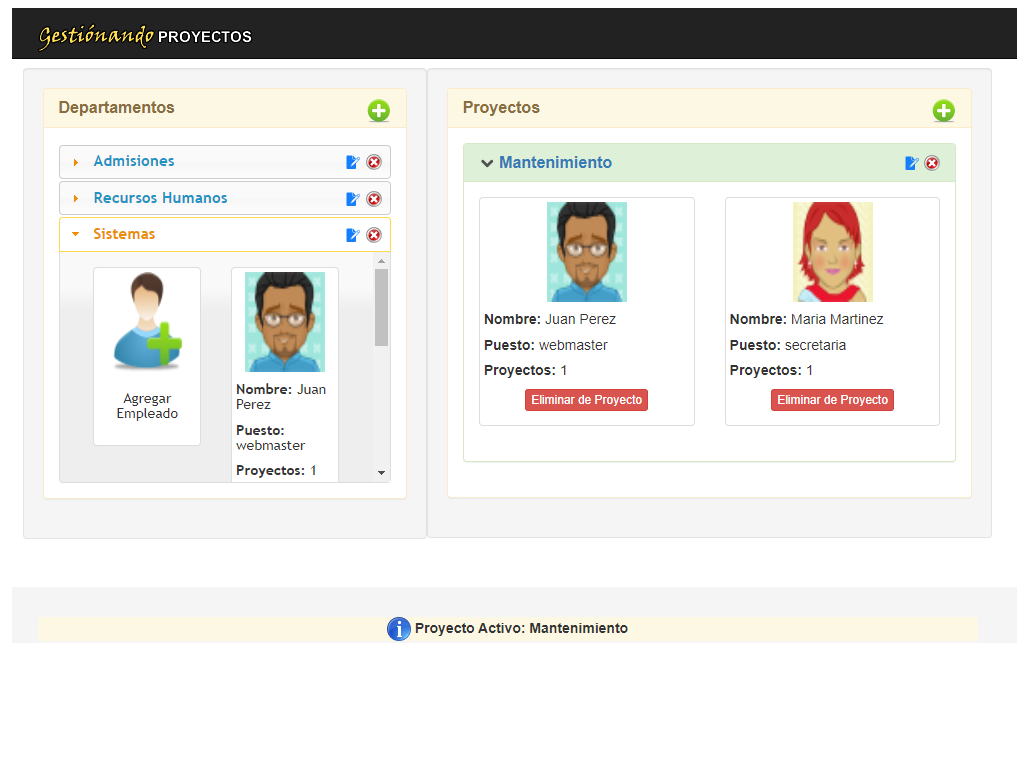 Gestiónando PROYECTOS
Departamentos
Admisiones
Recursos Humanos
Sistemas
Agregar
Empleado
Nombre: Juan
Perez
Puesto:
webmaster
Proyectos: 1
Proyectos
Mantenimiento
Nombre: Juan Perez
Puesto: webmaster
Proyectos: 1
Eliminar de Proyecto
Nombre: Maria Martinez
Puesto: secretaria
Proyectos: 1
Eliminar de Proyecto
Proyecto Activo: Mantenimiento